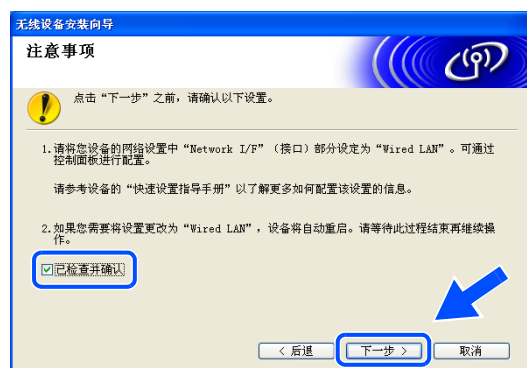 无线设备安装向导
注意事项
点击“下一步”之前，请确认以下设置。
1.请将您设备的网络设置中“Network I/F”（接口）部分设定为“Wired LAN”。可通过
控制面板进行配置。
请参考设备的“快速设置指导手册”以了解更多如何配置该设置的信息。
2.如果您需要将设置更改为“Wired LAN”，设备将自动重启。请等待此过程结束再继续操
作。
已检查并确认
< 后退
下一步 >
取消